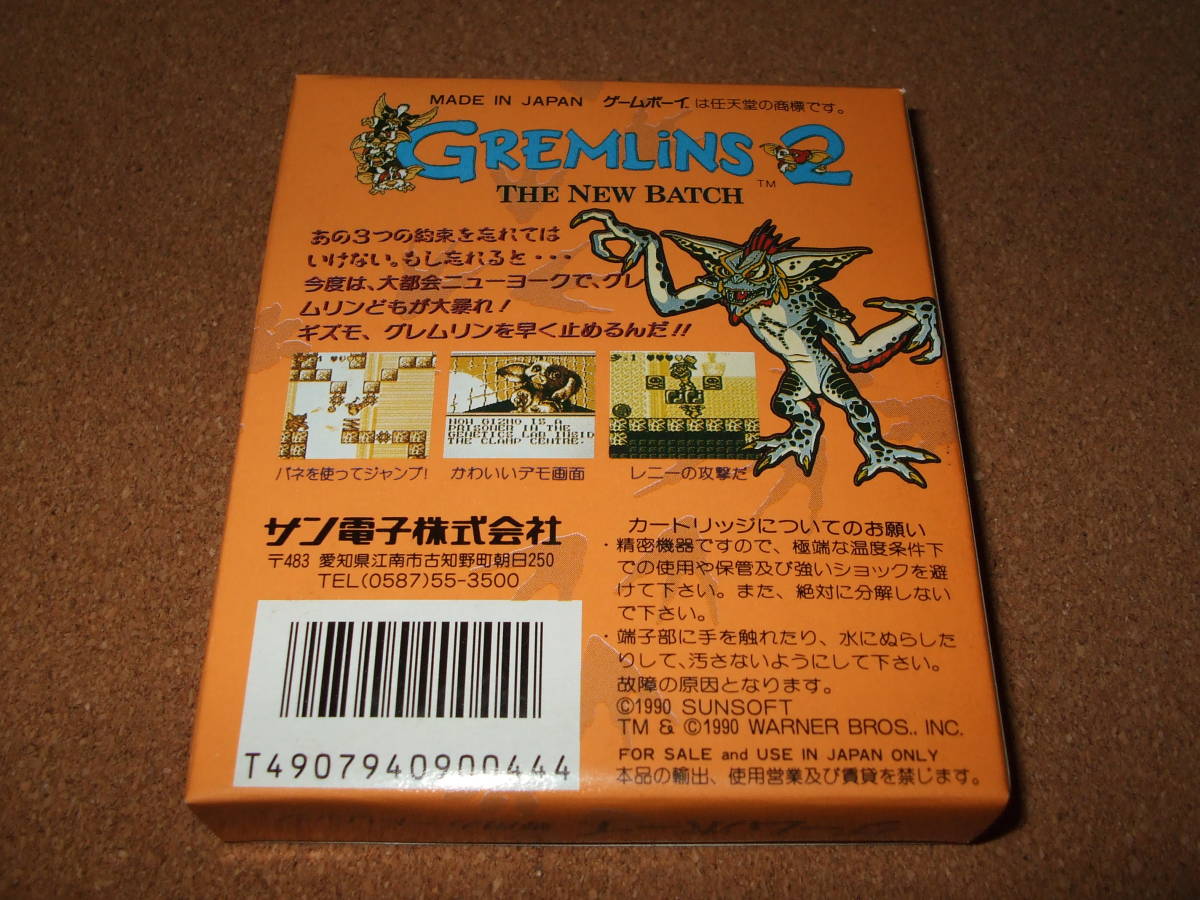 MADE IN JAPAN ゲームボーイは任天堂の商標です。
GREMLINS 2
THE NEW BATCH
TM
あの3つの約束を忘れては
いけない。もし忘れると・・・
今度は、大都会ニューヨークで、グレ
ムリンどもが大暴れ!
ギズモ、グレムリンを早く止めるんだ!!
NOW GIZMO IS A
PRISONER IN THE
GENETICS LAB INSID
THE CLAMP CENTRE.
バネを使ってジャンプ!
かわいいデモ画面
レニーの攻撃だ
サン電子株式会社
〒483 愛知県江南市古知野町朝日250
TEL(0587)55-3500
T4907940900444
カートリッジについてのお願い
・精密機器ですので、極端な温度条件下
での使用や保管及び強いショックを避
けて下さい。また、絶対に分解しない
で下さい。
・端子部に手を触れたり、水にぬらした
りして、汚さないようにして下さい。
故障の原因となります。
©1990 SUNSOFT
TM & ©1990 WARNER BROS., INC.
FOR SALE and USE IN JAPAN ONLY
本品の輸出、使用営業及び賃貸を禁じます。